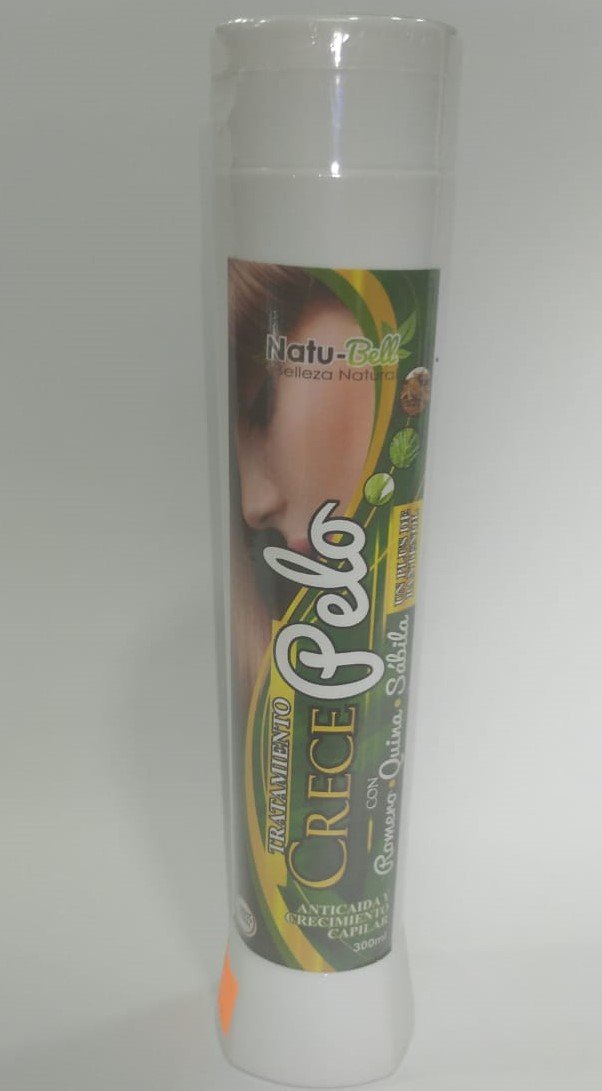 Natu-Bell
Belleza Natural
TRATAMIENTO
CRECE
Pelo
CON
Romero • Quina • Sábila
ANTICAIDA Y
CRECIMIENTO
CAPILAR
300ml